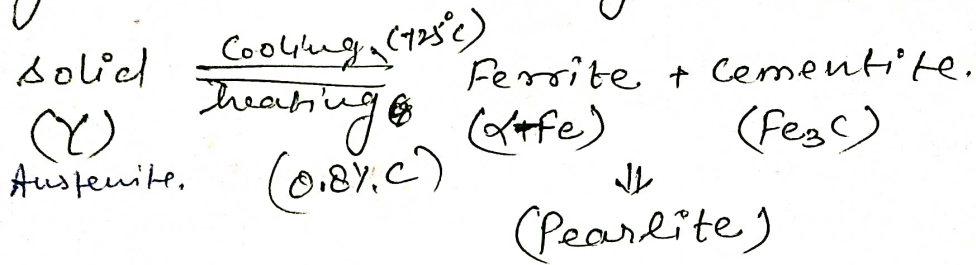 Cooling (725°c)
solid ⇌ Ferrite + Cementite.
heating
(γ) (α-fe) (Fe3C)
Austenite. (0.8%.C) ⇓
(Pearlite)